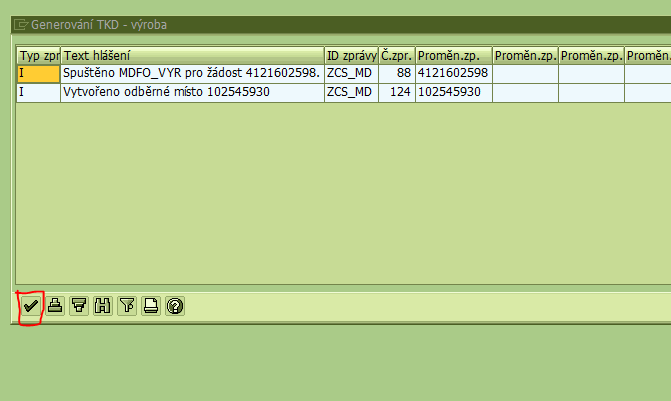 Generování TKD - výroba
Typ zpr Text hlášení ID zprávy Č.zpr. Proměn.zp. Proměn.zp. Proměn.zp. Proměn.
I Spuštěno MDFO_VYR pro žádost 4121602598. ZCS_MD 88 4121602598
I Vytvořeno odběrné místo 102545930 ZCS_MD 124 102545930